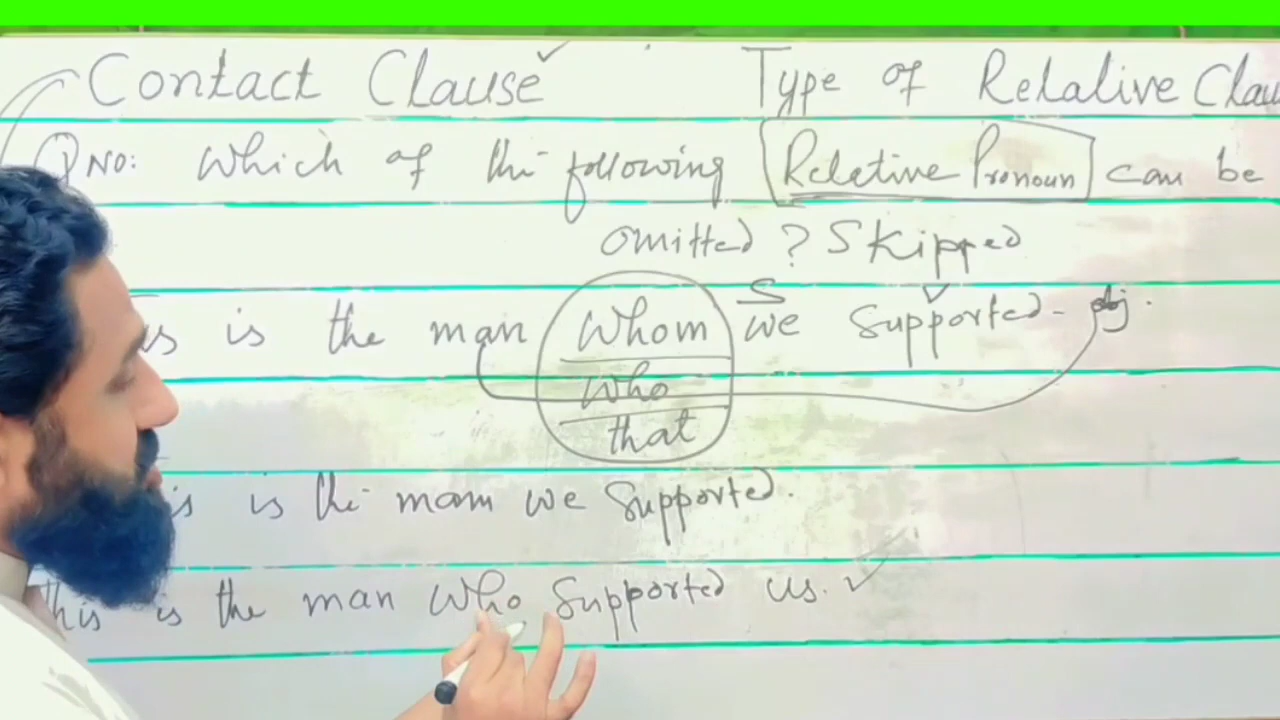 Contact Clause ✓ Type of Relative Clau
Q NO: Which of the following Relative Pronoun can be
omitted ? Skipped
S
is the man Whom we Supported - obj.
Who
that
is is the man we Supported.
This is the man Who Supported us. ✓